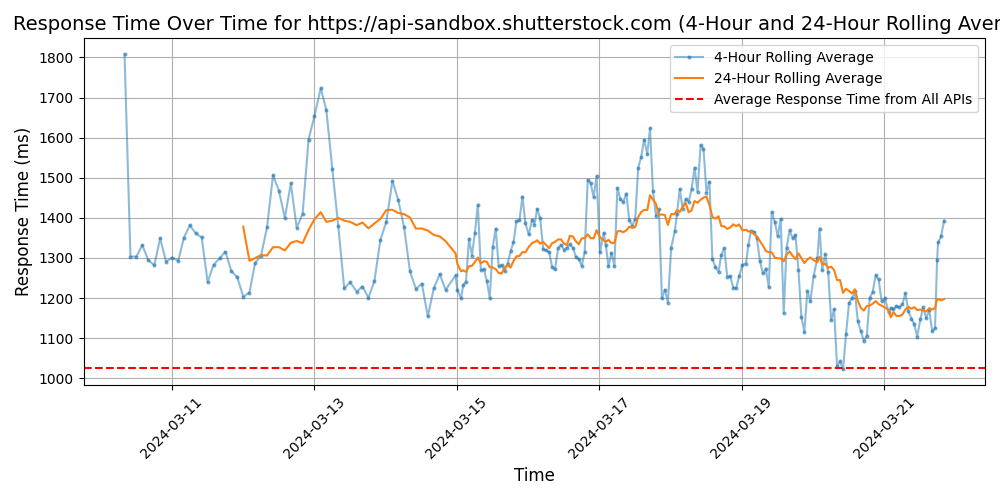 Response Time Over Time for https://api-sandbox.shutterstock.com (4-Hour and 24-Hour Rolling Aver
4-Hour Rolling Average
24-Hour Rolling Average
Average Response Time from All APIs
Response Time (ms)
1800
1700
1600
1500
1400
1300
1200
1100
1000
2024-03-11
2024-03-13
2024-03-15
2024-03-17
2024-03-19
2024-03-21
Time